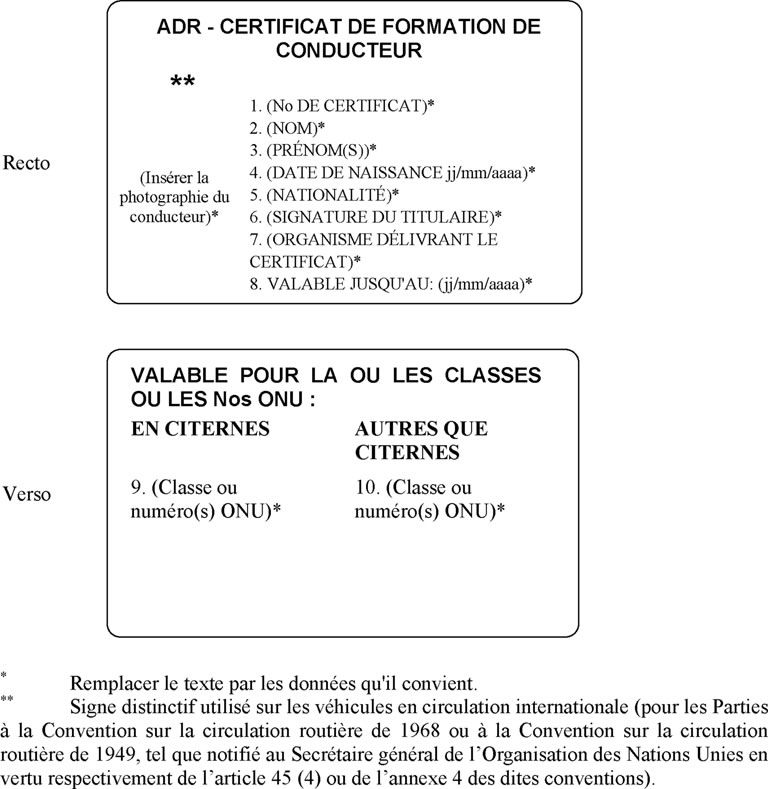 ADR - CERTIFICAT DE FORMATION DE
CONDUCTEUR
**
1. (No DE CERTIFICAT)*
2. (NOM)*
3. (PRÉNOM(S))*
4. (DATE DE NAISSANCE jj/mm/aaaa)*
5. (NATIONALITÉ)*
6. (SIGNATURE DU TITULAIRE)*
7. (ORGANISME DÉLIVRANT LE
CERTIFICAT)*
8. VALABLE JUSQU'AU: (jj/mm/aaaa)*
Recto
(Insérer la
photographie du
conducteur)*
VALABLE POUR LA OU LES CLASSES
OU LES Nos ONU :
EN CITERNES
AUTRES QUE
CITERNES
9. (Classe ou
numéro(s) ONU)*
10. (Classe ou
numéro(s) ONU)*
Verso
* Remplacer le texte par les données qu'il convient.
** Signe distinctif utilisé sur les véhicules en circulation internationale (pour les Parties
à la Convention sur la circulation routière de 1968 ou à la Convention sur la circulation
routière de 1949, tel que notifié au Secrétaire général de l’Organisation des Nations Unies en
vertu respectivement de l’article 45 (4) ou de l’annexe 4 des dites conventions).